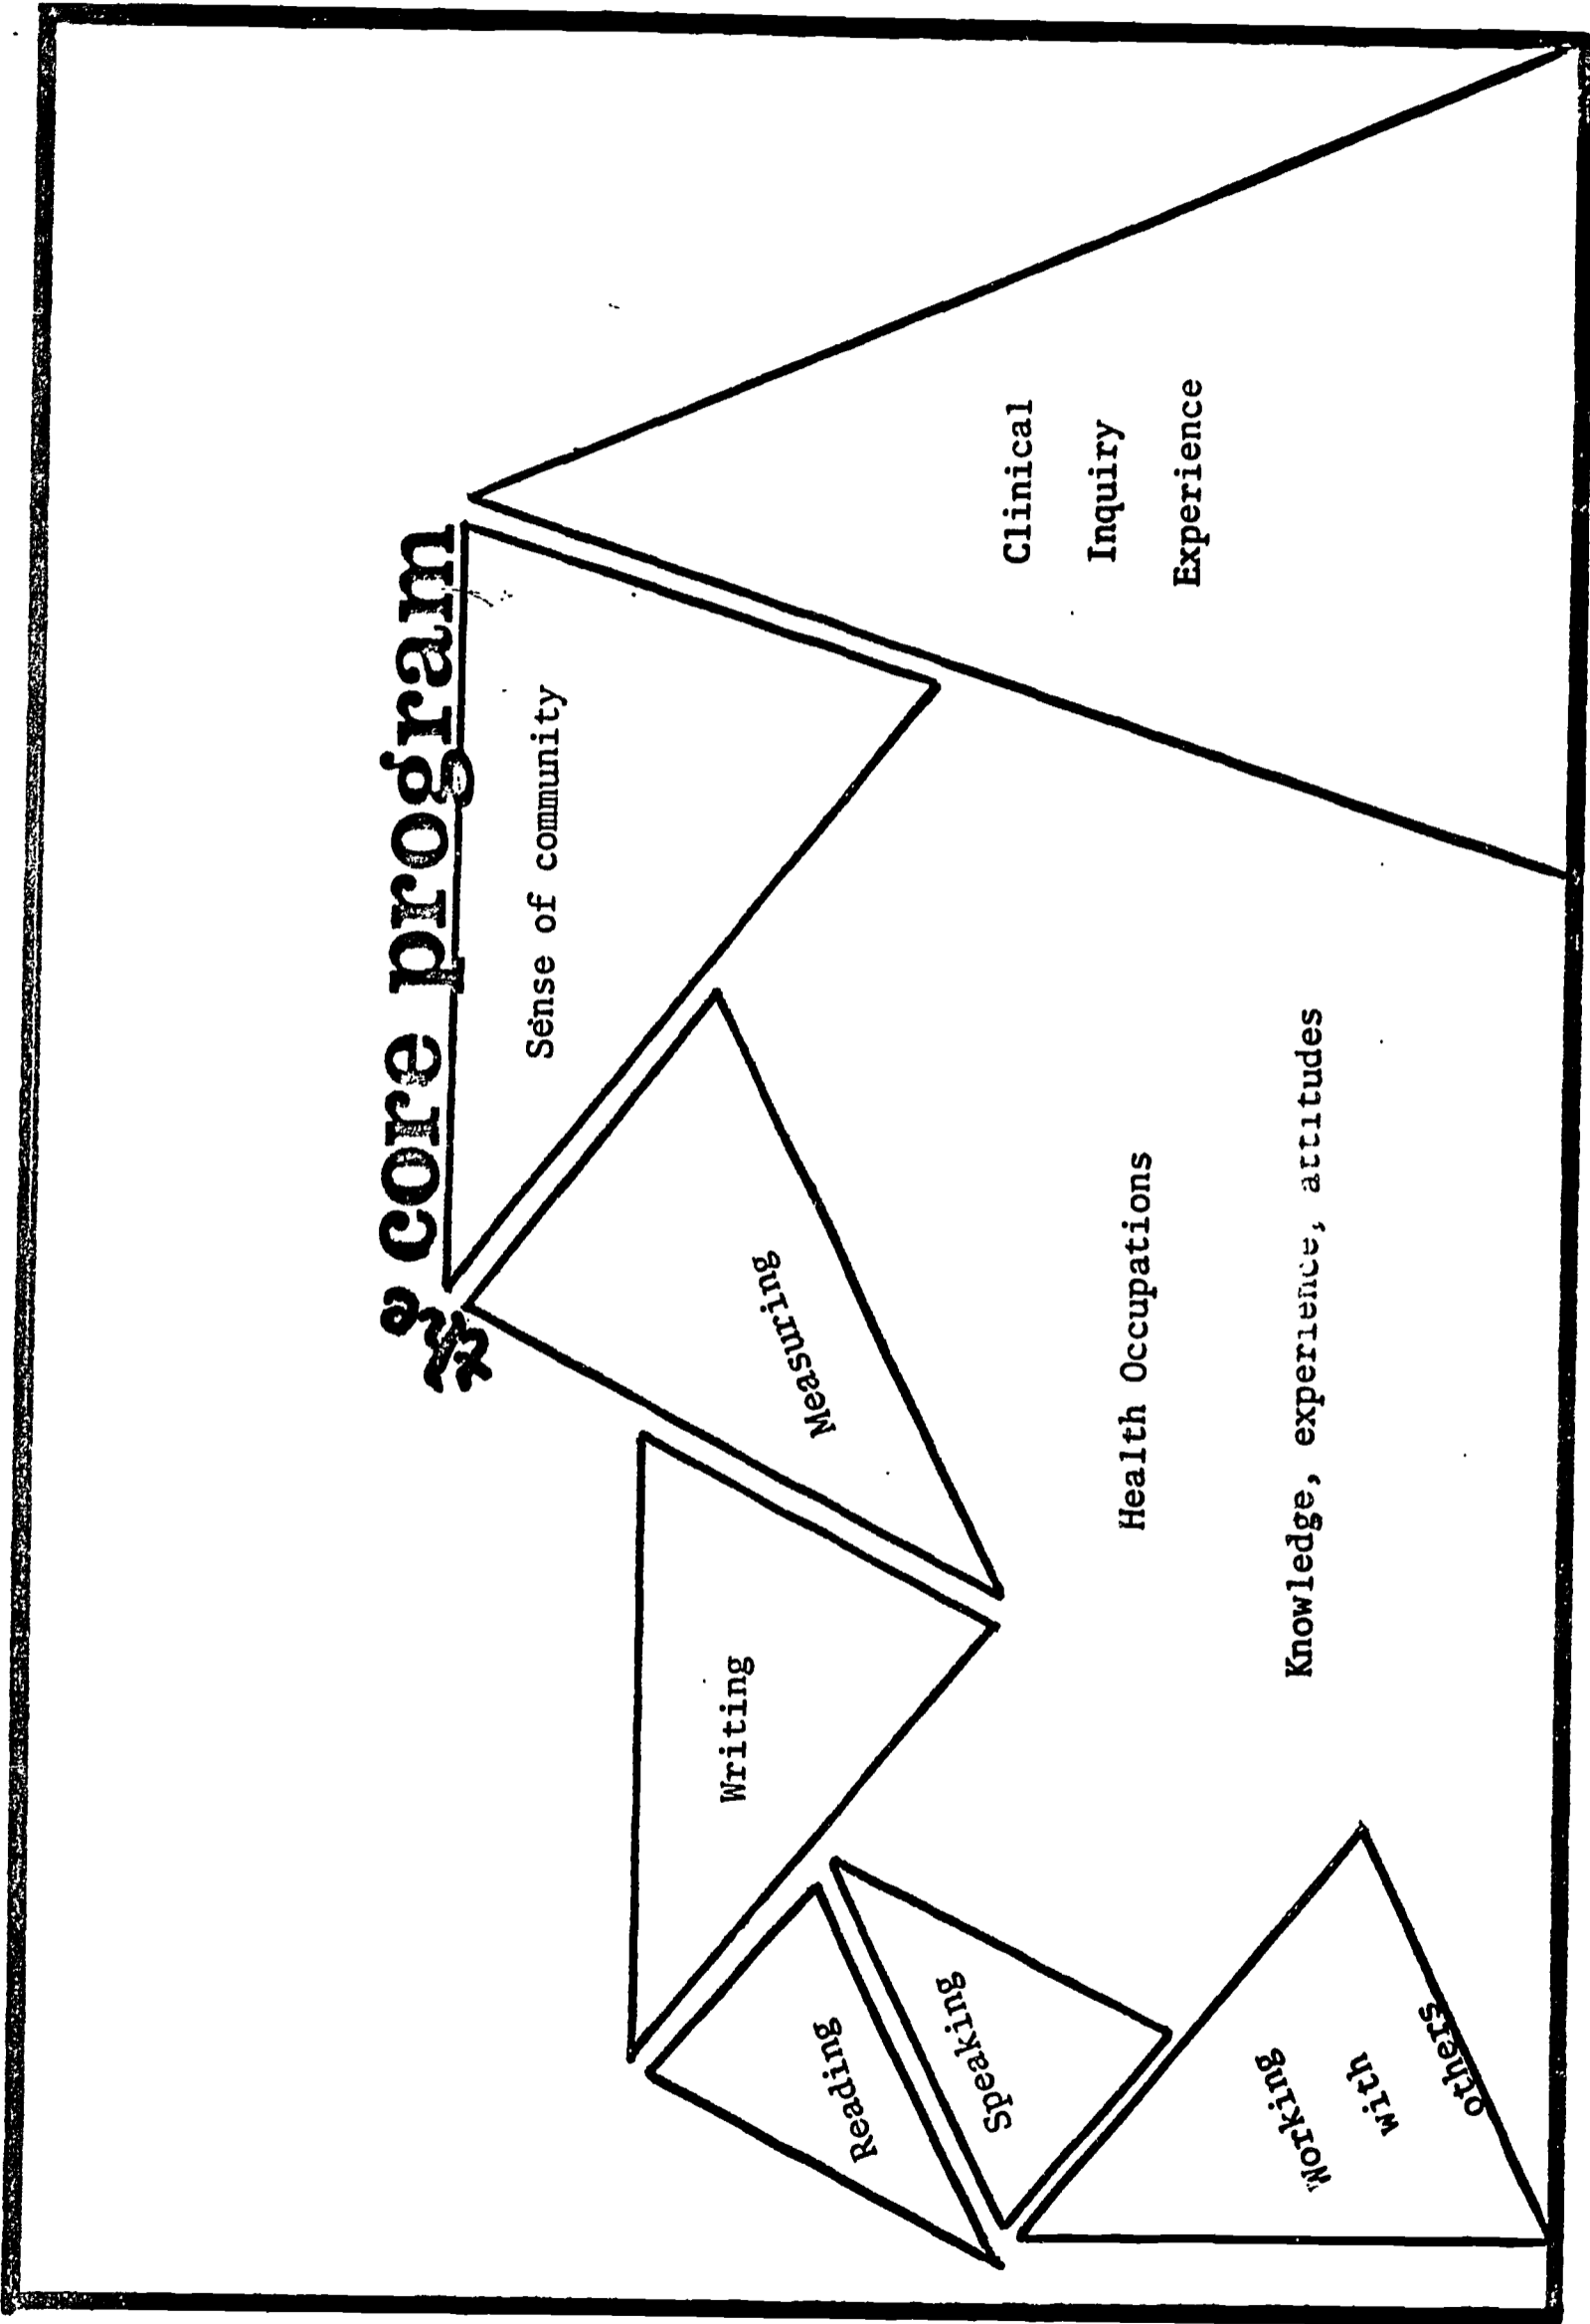 core program
Sense of community
Writing
Measuring
Reading
Speaking
Clinical
Inquiry
Experience
Health Occupations
Knowledge, experience, attitudes
Working
with
others